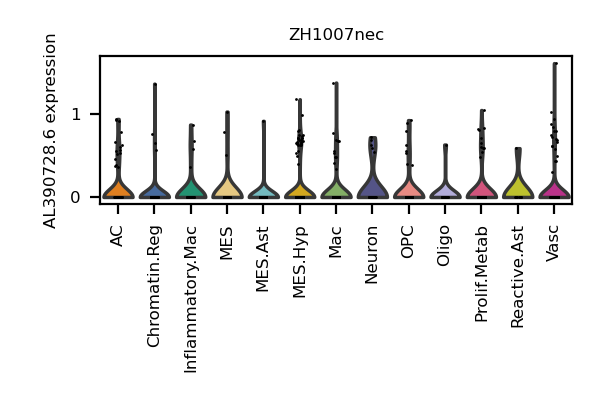 ZH1007nec
AL390728.6 expression
1
0
AC
Chromatin.Reg
Inflammatory.Mac
MES
MES.Ast
MES.Hyp
Mac
Neuron
OPC
Oligo
Prolif.Metab
Reactive.Ast
Vasc